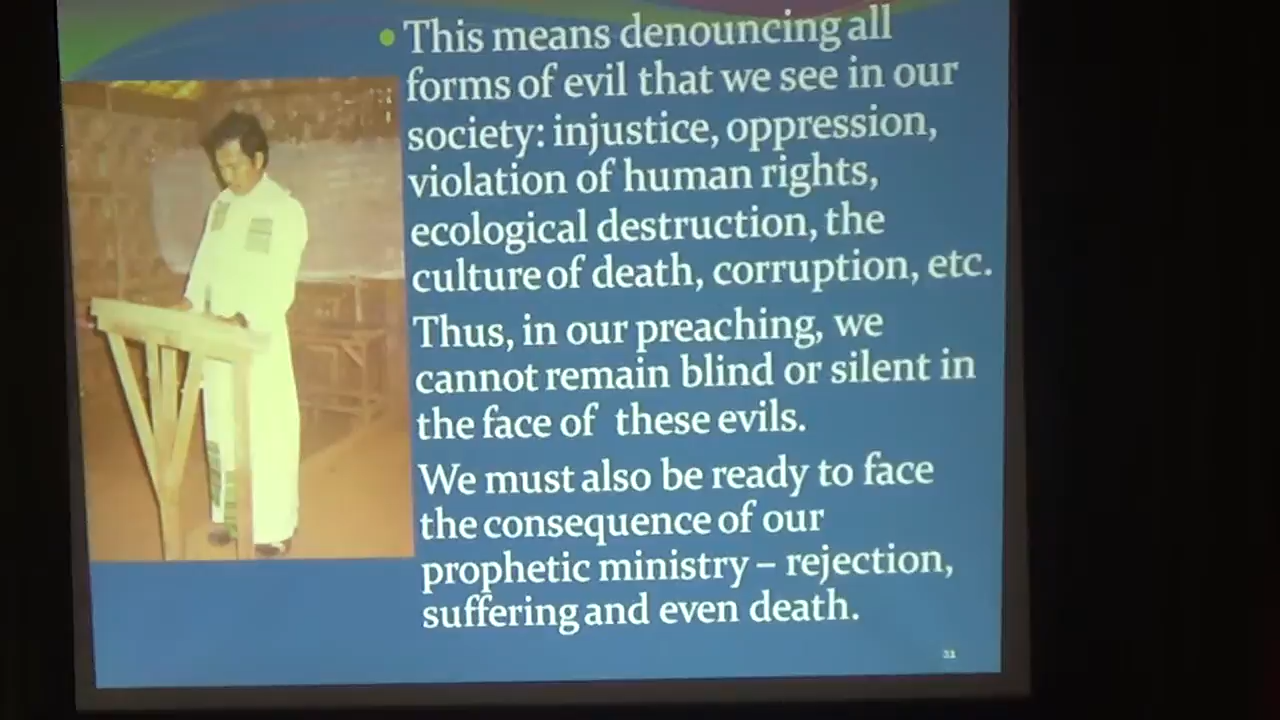 This means denouncing all
forms of evil that we see in our
society: injustice, oppression,
violation of human rights,
ecological destruction, the
culture of death, corruption, etc.
Thus, in our preaching, we
cannot remain blind or silent in
the face of these evils.
We must also be ready to face
the consequence of our
prophetic ministry – rejection,
suffering and even death.